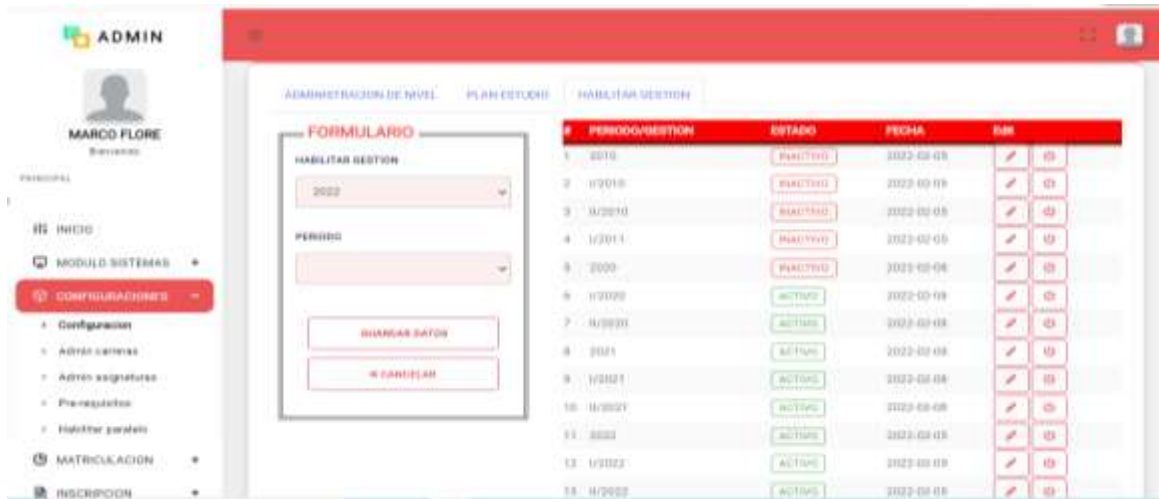 ADMIN
MARCO FLORE
Bienvenido
PRINCIPAL
INICIO
MODULO SISTEMAS +
CONFIGURACIONES −
Configuracion
Admin carreras
Admin asignaturas
Pre-requisitos
Habilitar paralelo
MATRICULACION +
INSCRIPCION +
ADMINISTRACION DE NIVEL PLAN ESTUDIO HABILITAR GESTION
FORMULARIO
HABILITAR GESTION
2022
PERIODO
GUARDAR DATOS
CANCELAR
# PERIODO/GESTION ESTADO FECHA Edit
1 2010 INACTIVO
2 I/2010 INACTIVO
3 II/2010 INACTIVO
4 I/2011 INACTIVO
5 2020 INACTIVO
6 I/2020 ACTIVO
7 II/2020 ACTIVO
8 2021 ACTIVO
9 I/2021 ACTIVO
10 II/2021 ACTIVO
11 2022 ACTIVO
12 I/2022 ACTIVO
13 II/2022 ACTIVO